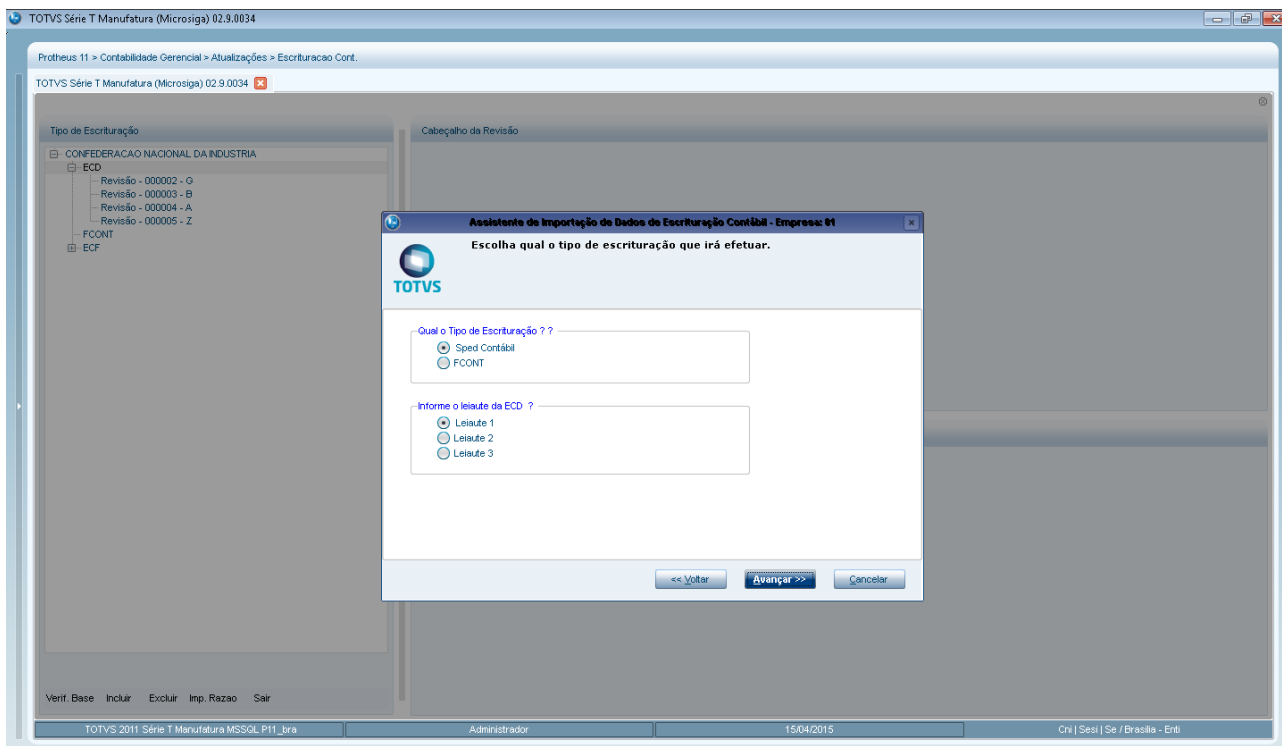 TOTVS Série T Manufatura (Microsiga) 02.9.0034
Protheus 11 > Contabilidade Gerencial > Atualizações > Escrituracao Cont.
TOTVS Série T Manufatura (Microsiga) 02.9.0034
Tipo de Escrituração
Cabeçalho da Revisão
CONFEDERACAO NACIONAL DA INDUSTRIA
ECD
Revisão - 000002 - G
Revisão - 000003 - B
Revisão - 000004 - A
Revisão - 000005 - Z
FCONT
ECF
Assistente de Importação de Dados de Escrituração Contábil - Empresa: 01
Escolha qual o tipo de escrituração que irá efetuar.
TOTVS
Qual o Tipo de Escrituração ? ?
Sped Contábil
FCONT
Informe o leiaute da ECD ?
Leiaute 1
Leiaute 2
Leiaute 3
<< Voltar Avançar >> Cancelar
Verif. Base Incluir Excluir Imp. Razao Sair
TOTVS 2011 Série T Manufatura MSSQL P11_bra Administrador 15/04/2015 Cni | Sesi | Se / Brasilia - Enti